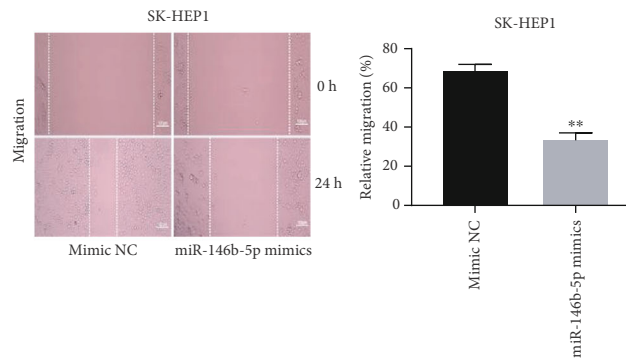 SK-HEP1
Migration
0 h
24 h
Mimic NC
miR-146b-5p mimics
SK-HEP1
Relative migration (%)
80
60
40
20
0
**
Mimic NC
miR-146b-5p mimics